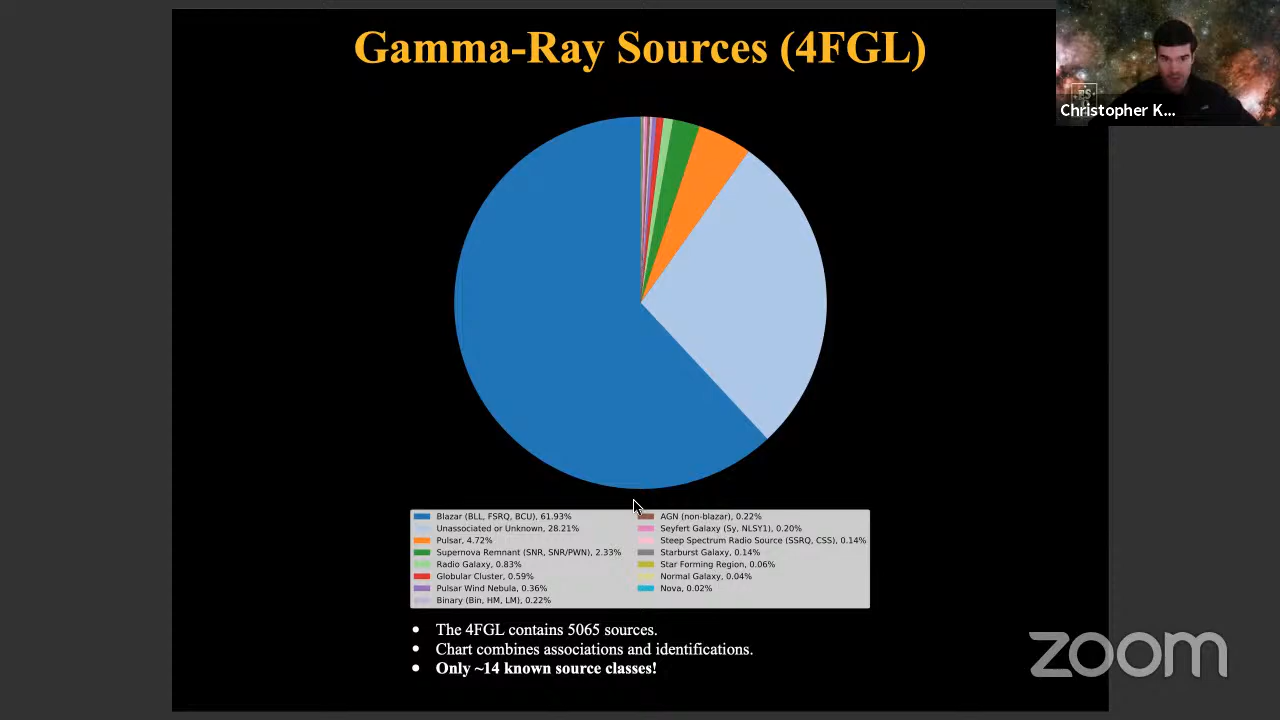 Gamma-Ray Sources (4FGL)
Christopher K...
Blazar (BLL, FSRQ, BCU), 61.93%
Unassociated or Unknown, 28.21%
Pulsar, 4.72%
Supernova Remnant (SNR, SNR/PWN), 2.33%
Radio Galaxy, 0.83%
Globular Cluster, 0.59%
Pulsar Wind Nebula, 0.36%
Binary (Bin, HM, LM), 0.22%
AGN (non-blazar), 0.22%
Seyfert Galaxy (Sy, NLSY1), 0.20%
Steep Spectrum Radio Source (SSRQ, CSS), 0.14%
Starburst Galaxy, 0.14%
Star Forming Region, 0.06%
Normal Galaxy, 0.04%
Nova, 0.02%
• The 4FGL contains 5065 sources.
• Chart combines associations and identifications.
• Only ~14 known source classes!
zoom